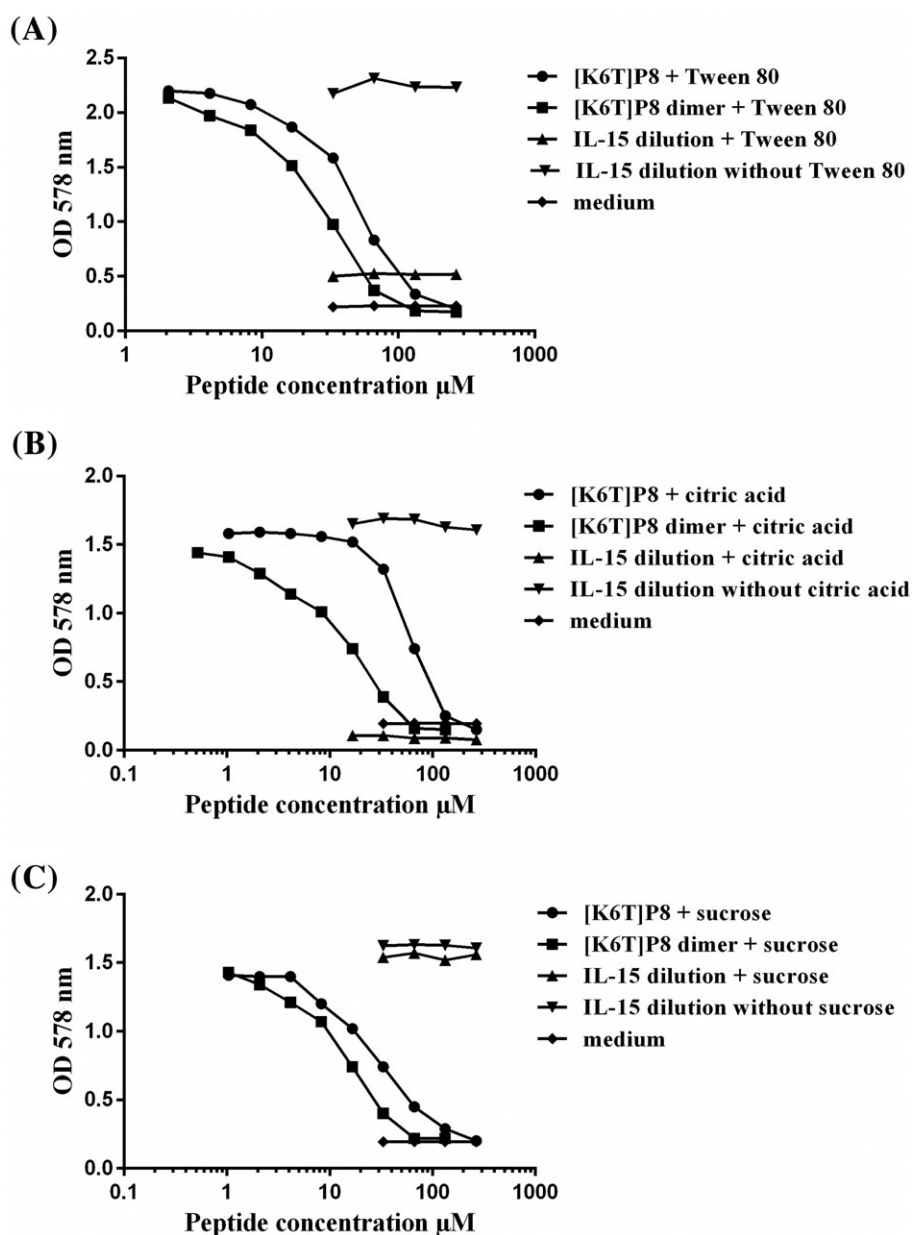 (A)
2.5
2.0
1.5
1.0
0.5
0.0
OD 578 nm
1
10
100
1000
Peptide concentration µM
[K6T]P8 + Tween 80
[K6T]P8 dimer + Tween 80
IL-15 dilution + Tween 80
IL-15 dilution without Tween 80
medium
(B)
2.0
1.5
1.0
0.5
0.0
OD 578 nm
0.1
1
10
100
1000
Peptide concentration µM
[K6T]P8 + citric acid
[K6T]P8 dimer + citric acid
IL-15 dilution + citric acid
IL-15 dilution without citric acid
medium
(C)
2.0
1.5
1.0
0.5
0.0
OD 578 nm
0.1
1
10
100
1000
Peptide concentration µM
[K6T]P8 + sucrose
[K6T]P8 dimer + sucrose
IL-15 dilution + sucrose
IL-15 dilution without sucrose
medium